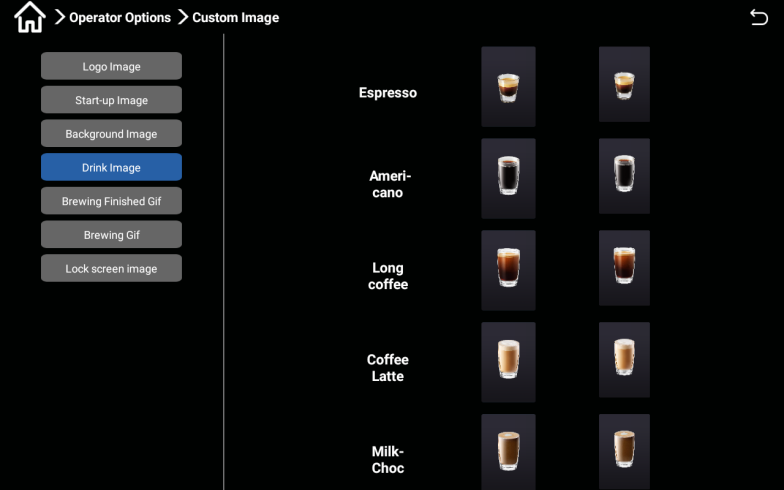 Operator Options Custom Image
Logo Image
Start-up Image
Background Image
Drink Image
Brewing Finished Gif
Brewing Gif
Lock screen image
Espresso
Ameri-
cano
Long
coffee
Coffee
Latte
Milk-
Choc